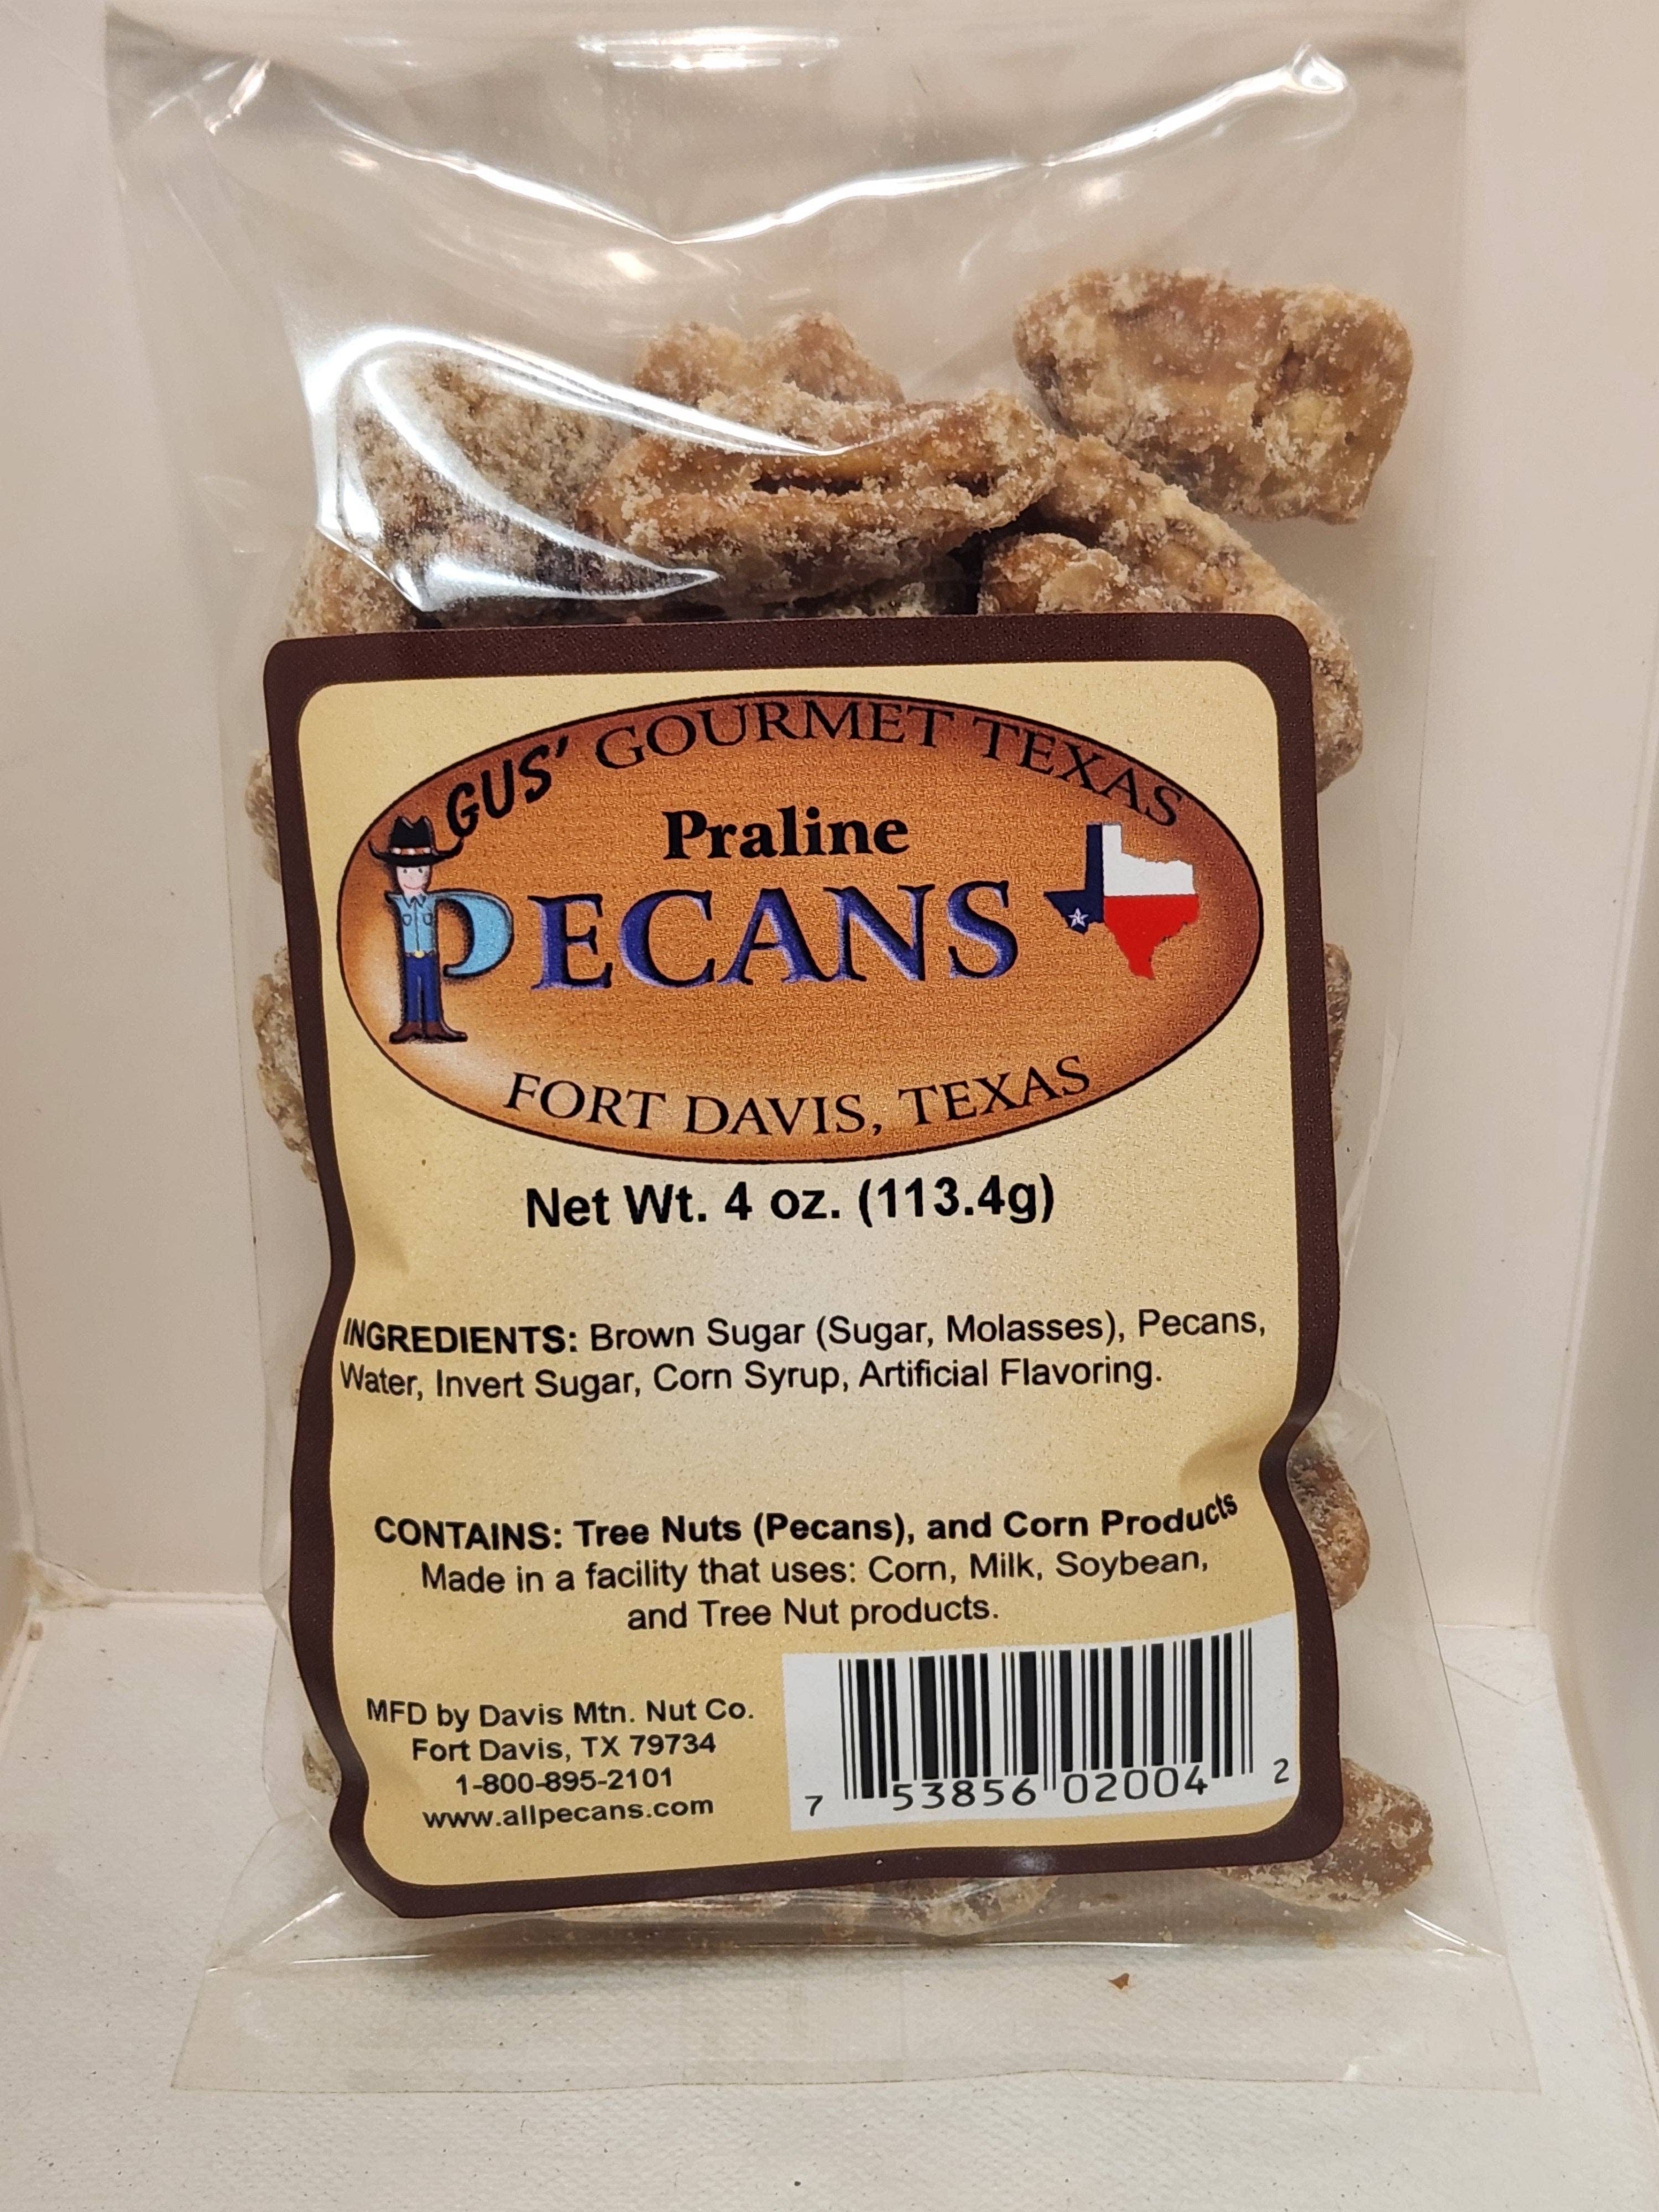 GUS' GOURMET TEXAS
Praline
PECANS
FORT DAVIS, TEXAS
Net Wt. 4 oz. (113.4g)
INGREDIENTS: Brown Sugar (Sugar, Molasses), Pecans,
Water, Invert Sugar, Corn Syrup, Artificial Flavoring.
CONTAINS: Tree Nuts (Pecans), and Corn Products
Made in a facility that uses: Corn, Milk, Soybean,
and Tree Nut products.
MFD by Davis Mtn. Nut Co.
Fort Davis, TX 79734
1-800-895-2101
www.allpecans.com
7 53856 02004 2